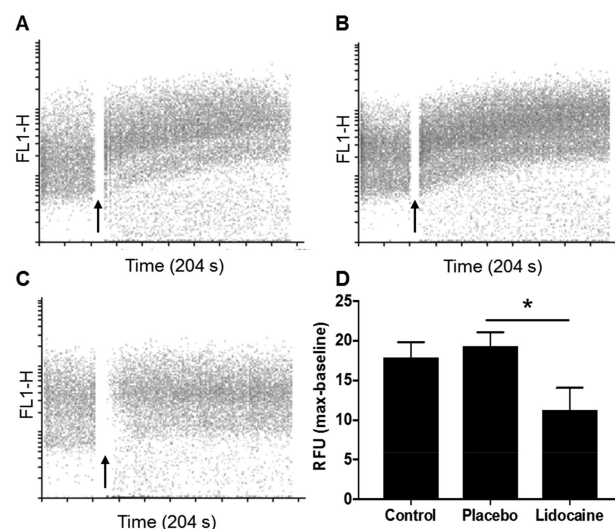 A
FL1-H
Time (204 s)
B
FL1-H
Time (204 s)
C
FL1-H
Time (204 s)
D
RFU (max-baseline)
25
20
15
10
5
0
*
Control Placebo Lidocaine